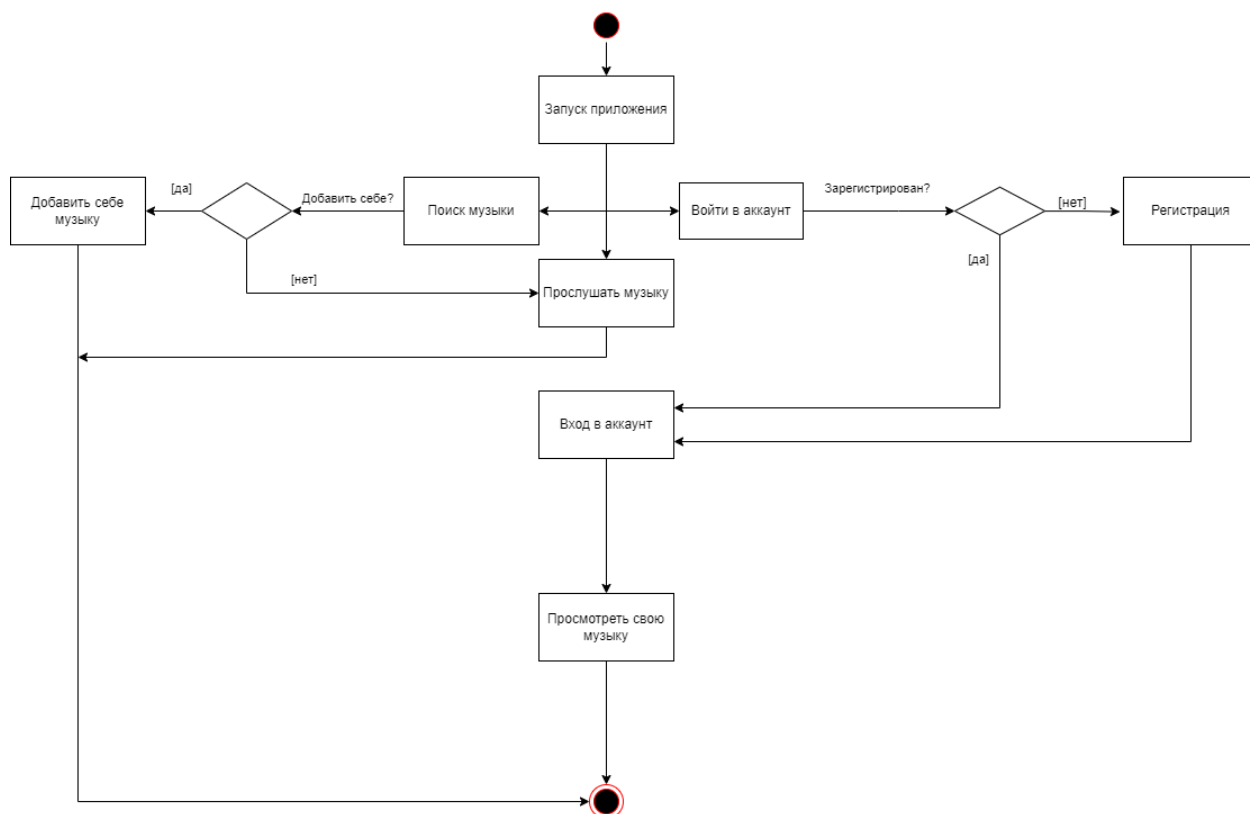 Запуск приложения
Добавить себе
музыку
[да]
Добавить себе?
Поиск музыки
Войти в аккаунт
Зарегистрирован?
[нет]
Регистрация
[да]
[нет]
Прослушать музыку
Вход в аккаунт
Просмотреть свою
музыку